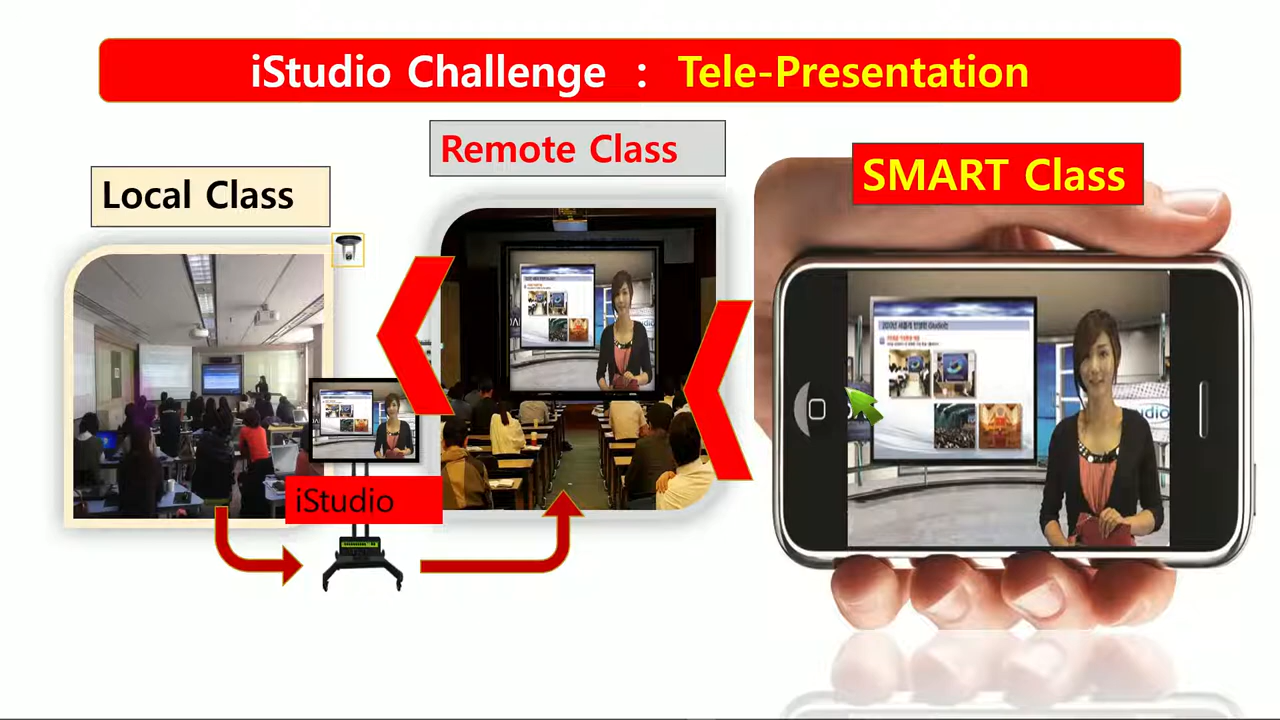 iStudio Challenge : Tele-Presentation
Remote Class
SMART Class
Local Class
iStudio